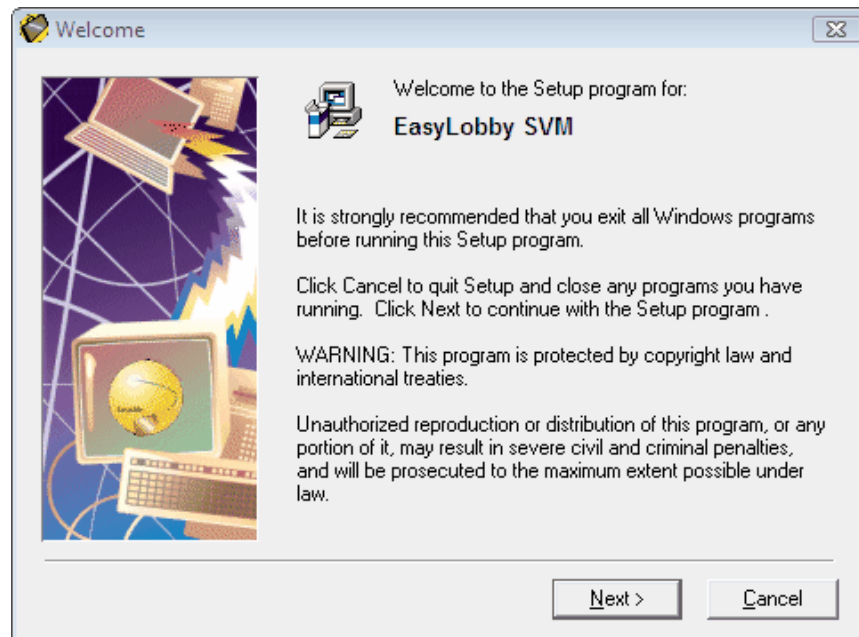 Welcome
Welcome to the Setup program for:
EasyLobby SVM
It is strongly recommended that you exit all Windows programs
before running this Setup program.
Click Cancel to quit Setup and close any programs you have
running.  Click Next to continue with the Setup program .
WARNING: This program is protected by copyright law and
international treaties.
Unauthorized reproduction or distribution of this program, or any
portion of it, may result in severe civil and criminal penalties,
and will be prosecuted to the maximum extent possible under
law.
Next >
Cancel